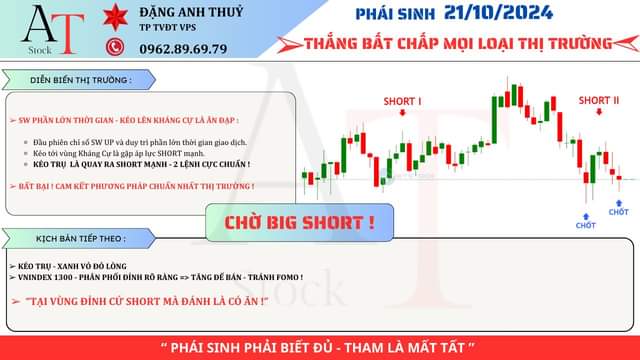 AT
Stock
ĐẶNG ANH THUỶ
TP TVĐT VPS
0962.89.69.79
PHÁI SINH 21/10/2024
THẮNG BẤT CHẤP MỌI LOẠI THỊ TRƯỜNG
DIỄN BIẾN THỊ TRƯỜNG :
➢ SW PHẦN LỚN THỜI GIAN - KÉO LÊN KHÁNG CỰ LÀ ĂN ĐẠP :
Đầu phiên chỉ số SW UP và duy trì phần lớn thời gian giao dịch.
Kéo tới vùng Kháng Cự là gặp áp lực SHORT mạnh.
KÉO TRỤ LÀ QUAY RA SHORT MẠNH - 2 LỆNH CỰC CHUẨN !
➢ BẤT BẠI ! CAM KẾT PHƯƠNG PHÁP CHUẨN NHẤT THỊ TRƯỜNG !
SHORT I
SHORT II
CHỐT
CHỐT
CHỜ BIG SHORT !
KỊCH BẢN TIẾP THEO :
➢ KÉO TRỤ - XANH VỎ ĐỎ LÒNG
➢ VNINDEX 1300 - PHÂN PHỐI ĐỈNH RÕ RÀNG => TĂNG ĐỂ BÁN - TRÁNH FOMO !
➢ “TẠI VÙNG ĐỈNH CỨ SHORT MÀ ĐÁNH LÀ CÓ ĂN !”
AT
Stock
“ PHÁI SINH PHẢI BIẾT ĐỦ - THAM LÀ MẤT TẤT ”